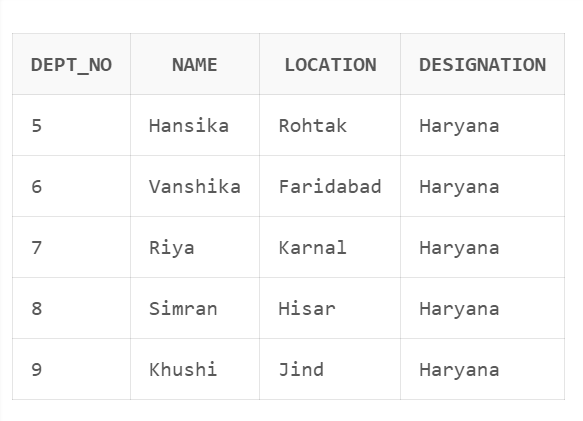 DEPT_NO NAME LOCATION DESIGNATION
5 Hansika Rohtak Haryana
6 Vanshika Faridabad Haryana
7 Riya Karnal Haryana
8 Simran Hisar Haryana
9 Khushi Jind Haryana